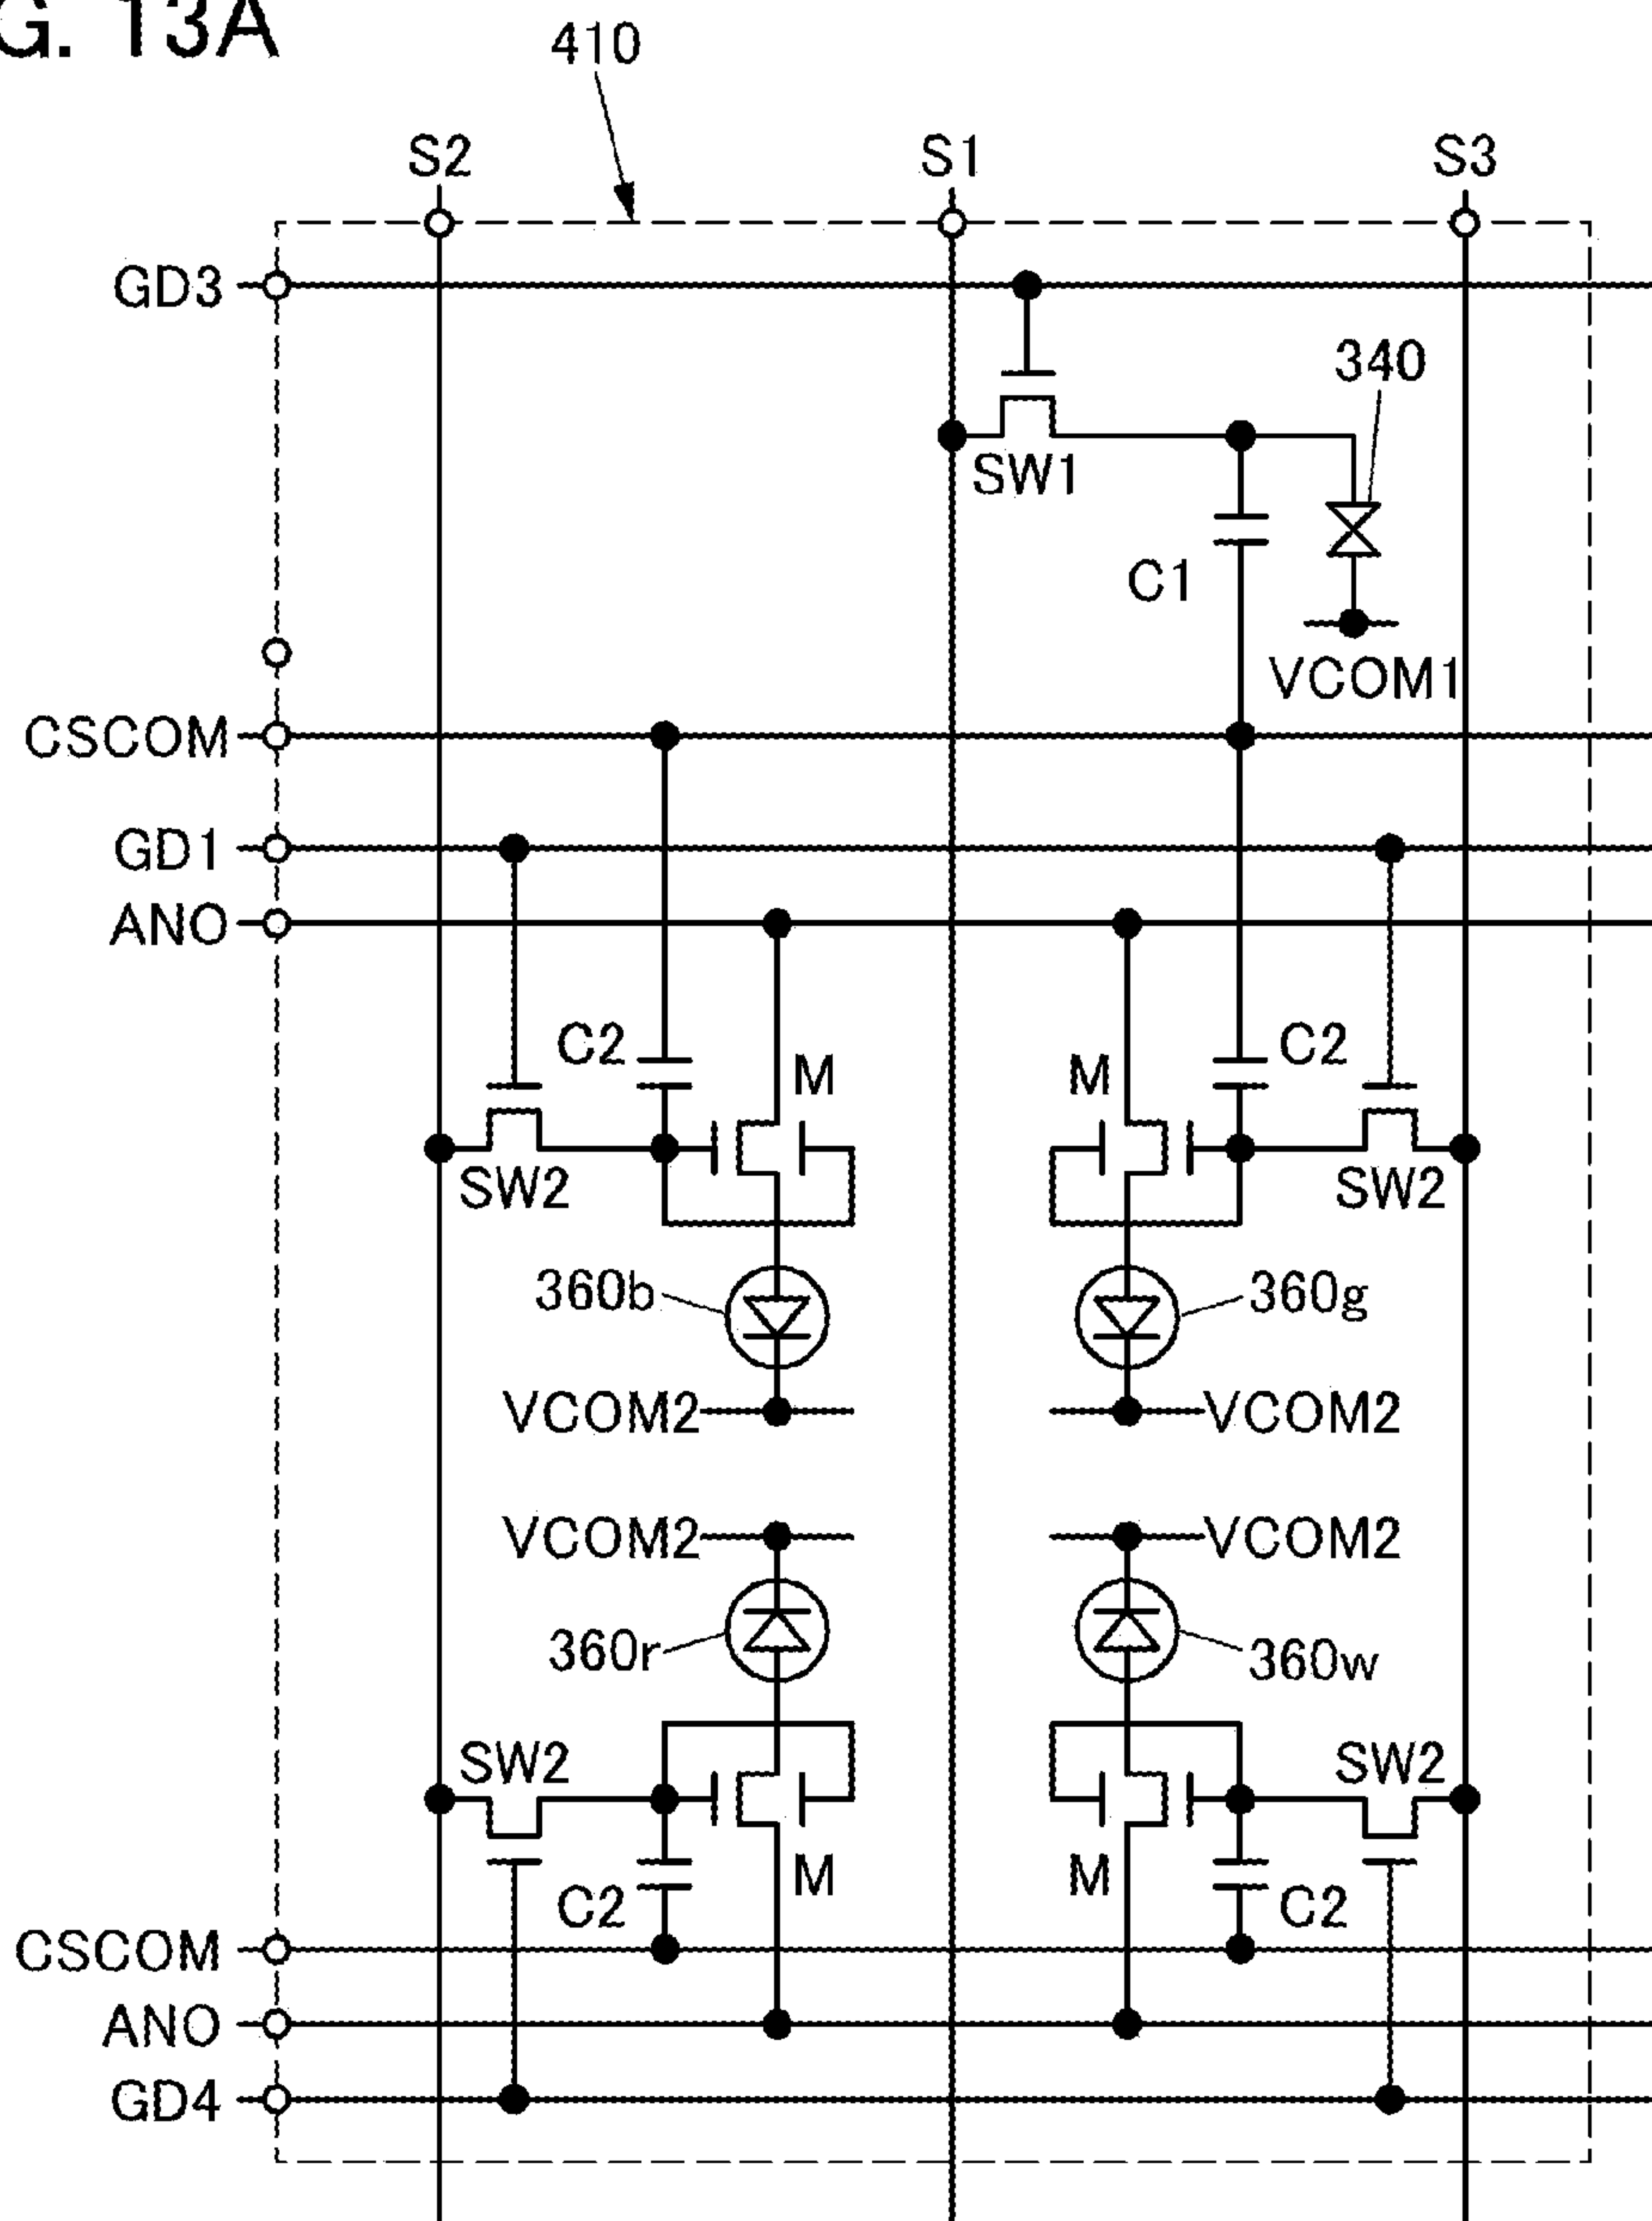 G. 13A
410
S2 S1 S3
GD3
340
SW1
C1
VCOM1
CSCOM
GD1
ANO
C2 M M C2
SW2 SW2
360b 360g
VCOM2 VCOM2
VCOM2 VCOM2
360r 360w
SW2 SW2
M M
C2 C2
CSCOM
ANO
GD4